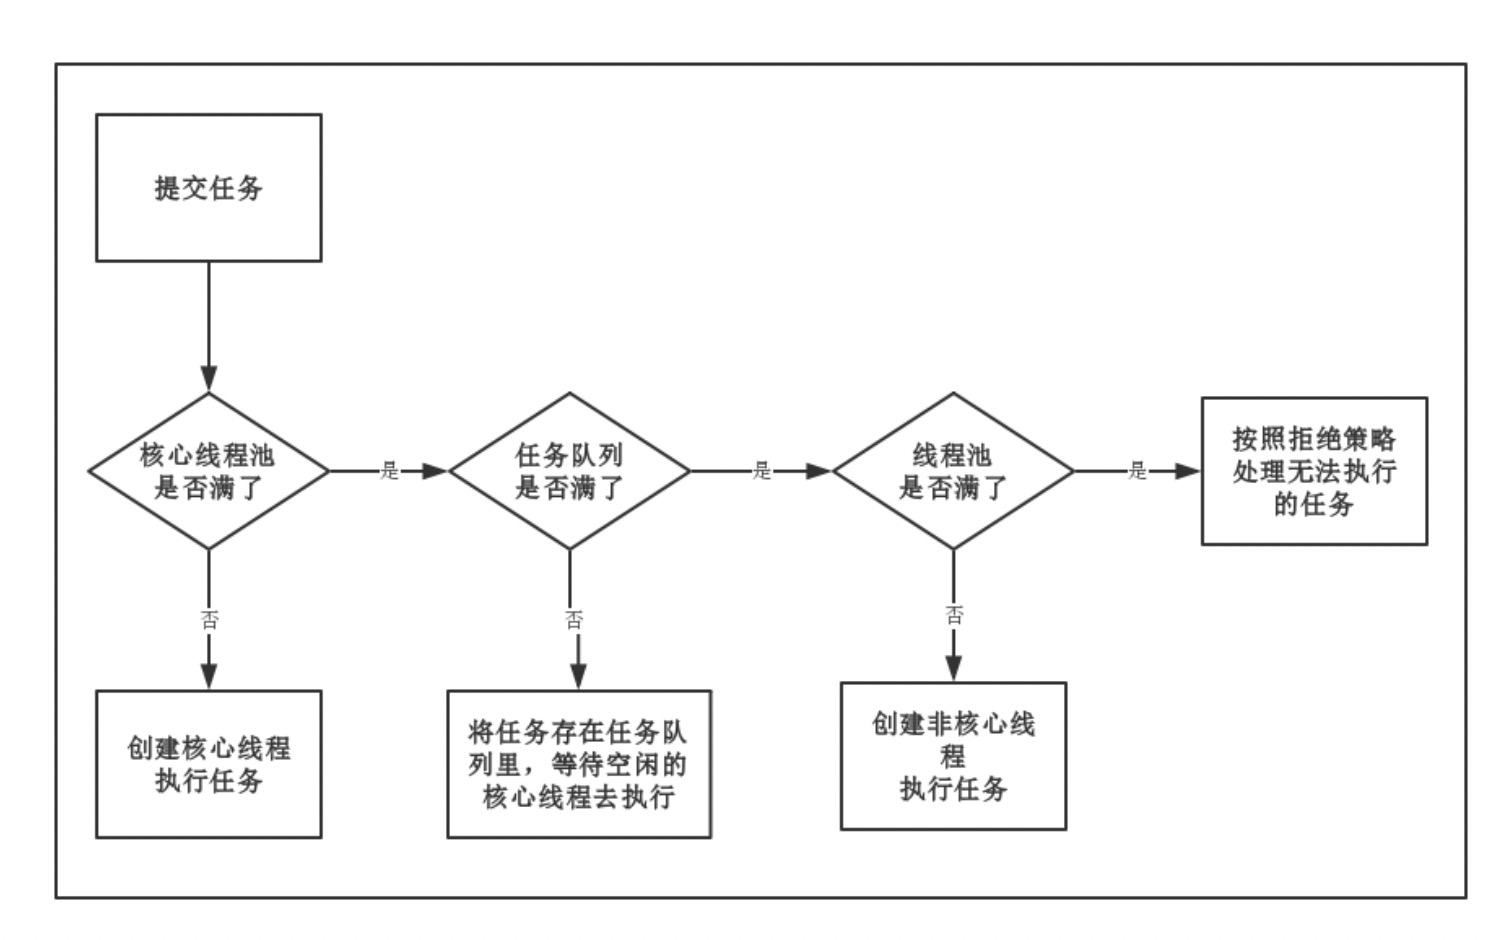 提交任务
核心线程池
是否满了
是
任务队列
是否满了
是
线程池
是否满了
是
按照拒绝策略
处理无法执行
的任务
否
否
否
创建核心线程
执行任务
将任务存在任务队
列里，等待空闲的
核心线程去执行
创建非核心线
程
执行任务